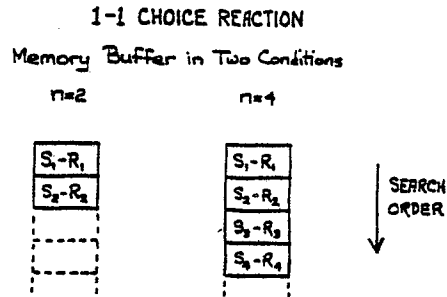 1-1 CHOICE REACTION
Memory Buffer in Two Conditions
n=2
n=4
S₁-R₁
S₂-R₂
S₁-R₁
S₂-R₂
S₃-R₃
S₄-R₄
SEARCH
ORDER